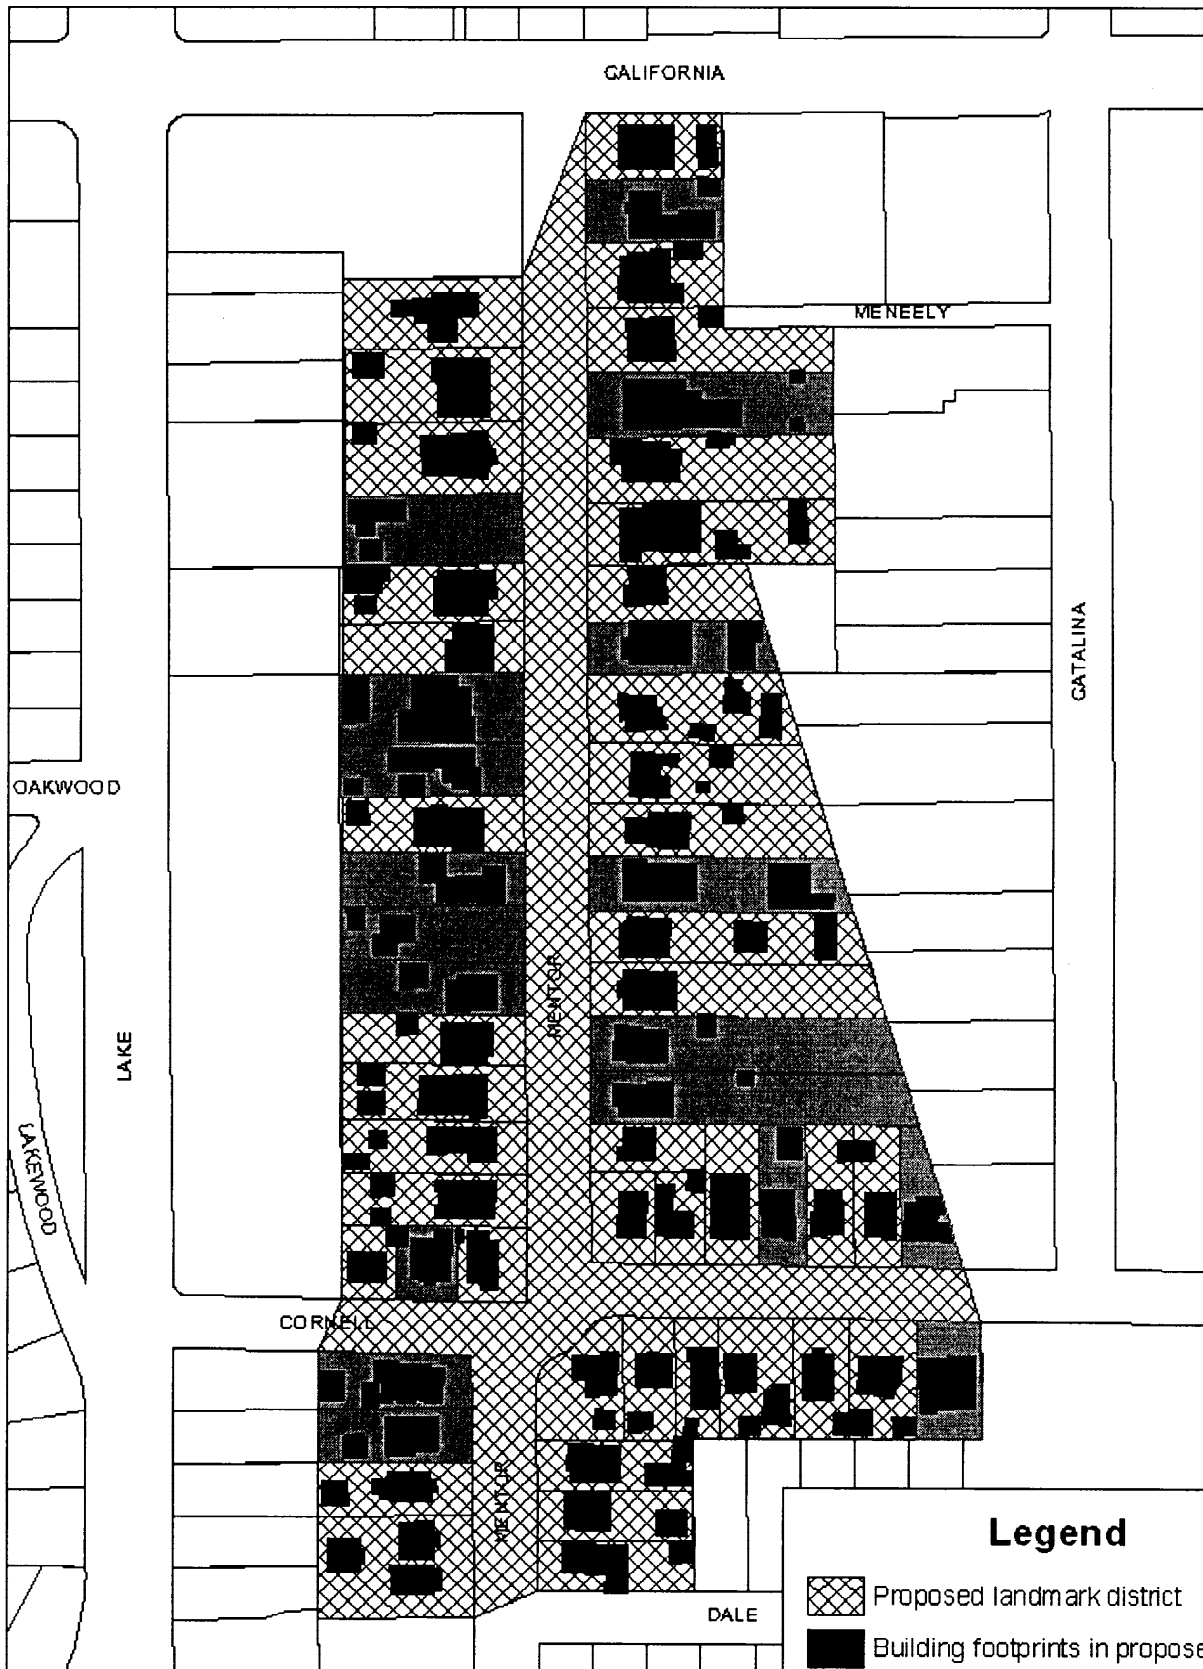 CALIFORNIA
MENEELY
CATALINA
OAKWOOD
MENTOR
LAKE
LAKEWOOD
CORNELL
MENTOR
Legend
Proposed landmark district
DALE
Building footprints in propose